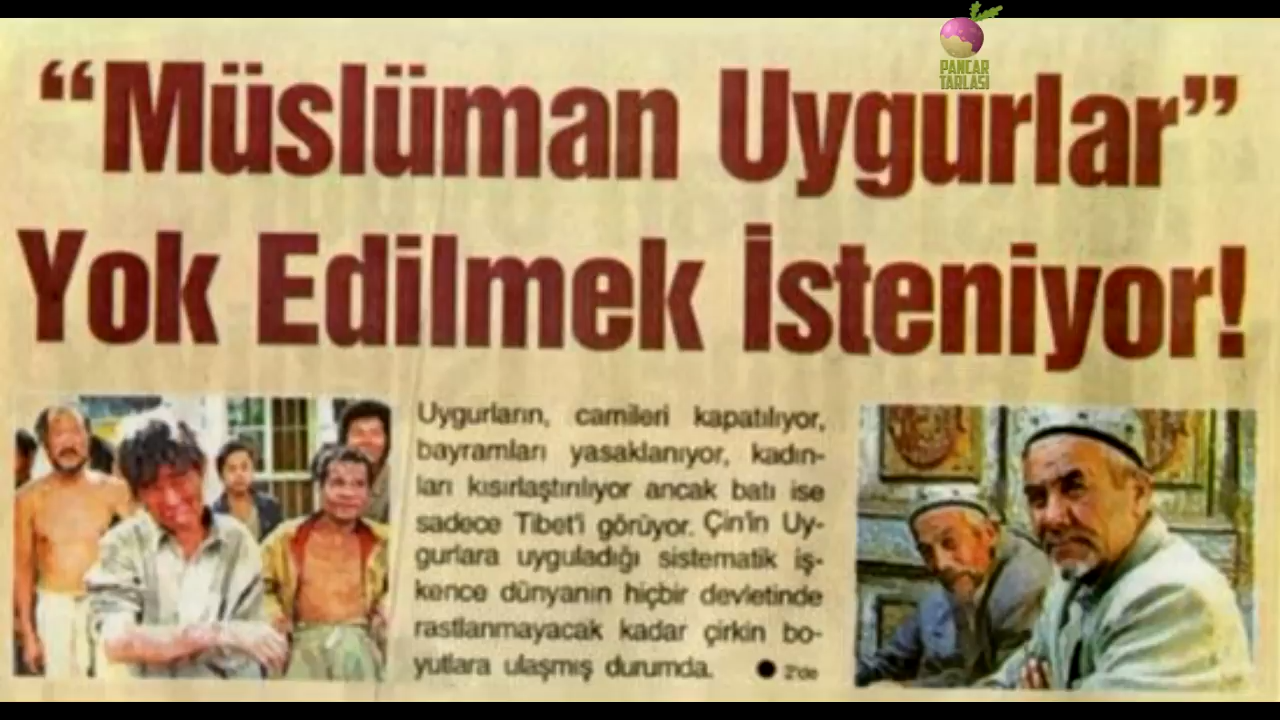 PANCAR
TARLASI
“Müslüman Uygurlar”
Yok Edilmek İsteniyor!
Uygurların, camileri kapatılıyor,
bayramları yasaklanıyor, kadın-
ları kısırlaştırılıyor ancak batı ise
sadece Tibet'i görüyor. Çin'in Uy-
gurlara uyguladığı sistematik iş-
kence dünyanın hiçbir devletinde
rastlanmayacak kadar çirkin bo-
yutlara ulaşmış durumda. ● 2'de